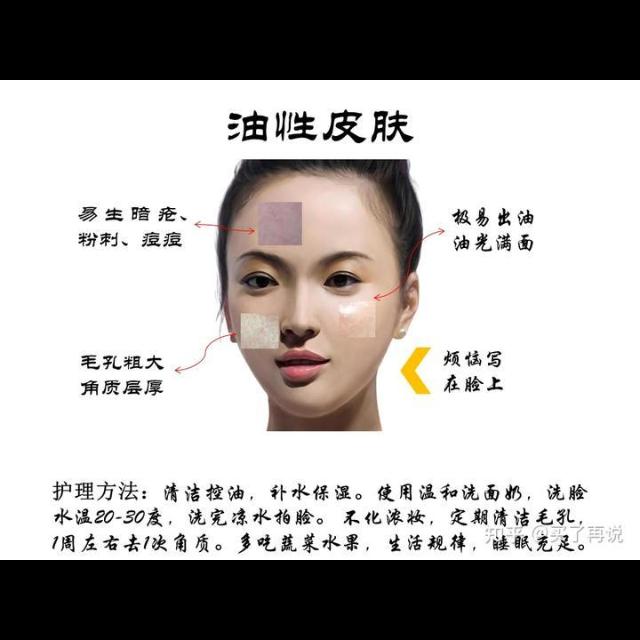 油性皮肤
易生暗疮、
粉刺、痘痘
极易出油
油光满面
毛孔粗大
角质层厚
烦恼写
在脸上
护理方法：清洁控油，补水保湿。使用温和洗面奶，洗脸
水温20-30度，洗完凉水拍脸。不化浓妆，定期清洁毛孔，
1周左右去1次角质。多吃蔬菜水果，生活规律，睡眠充足。
知乎 @买了再说